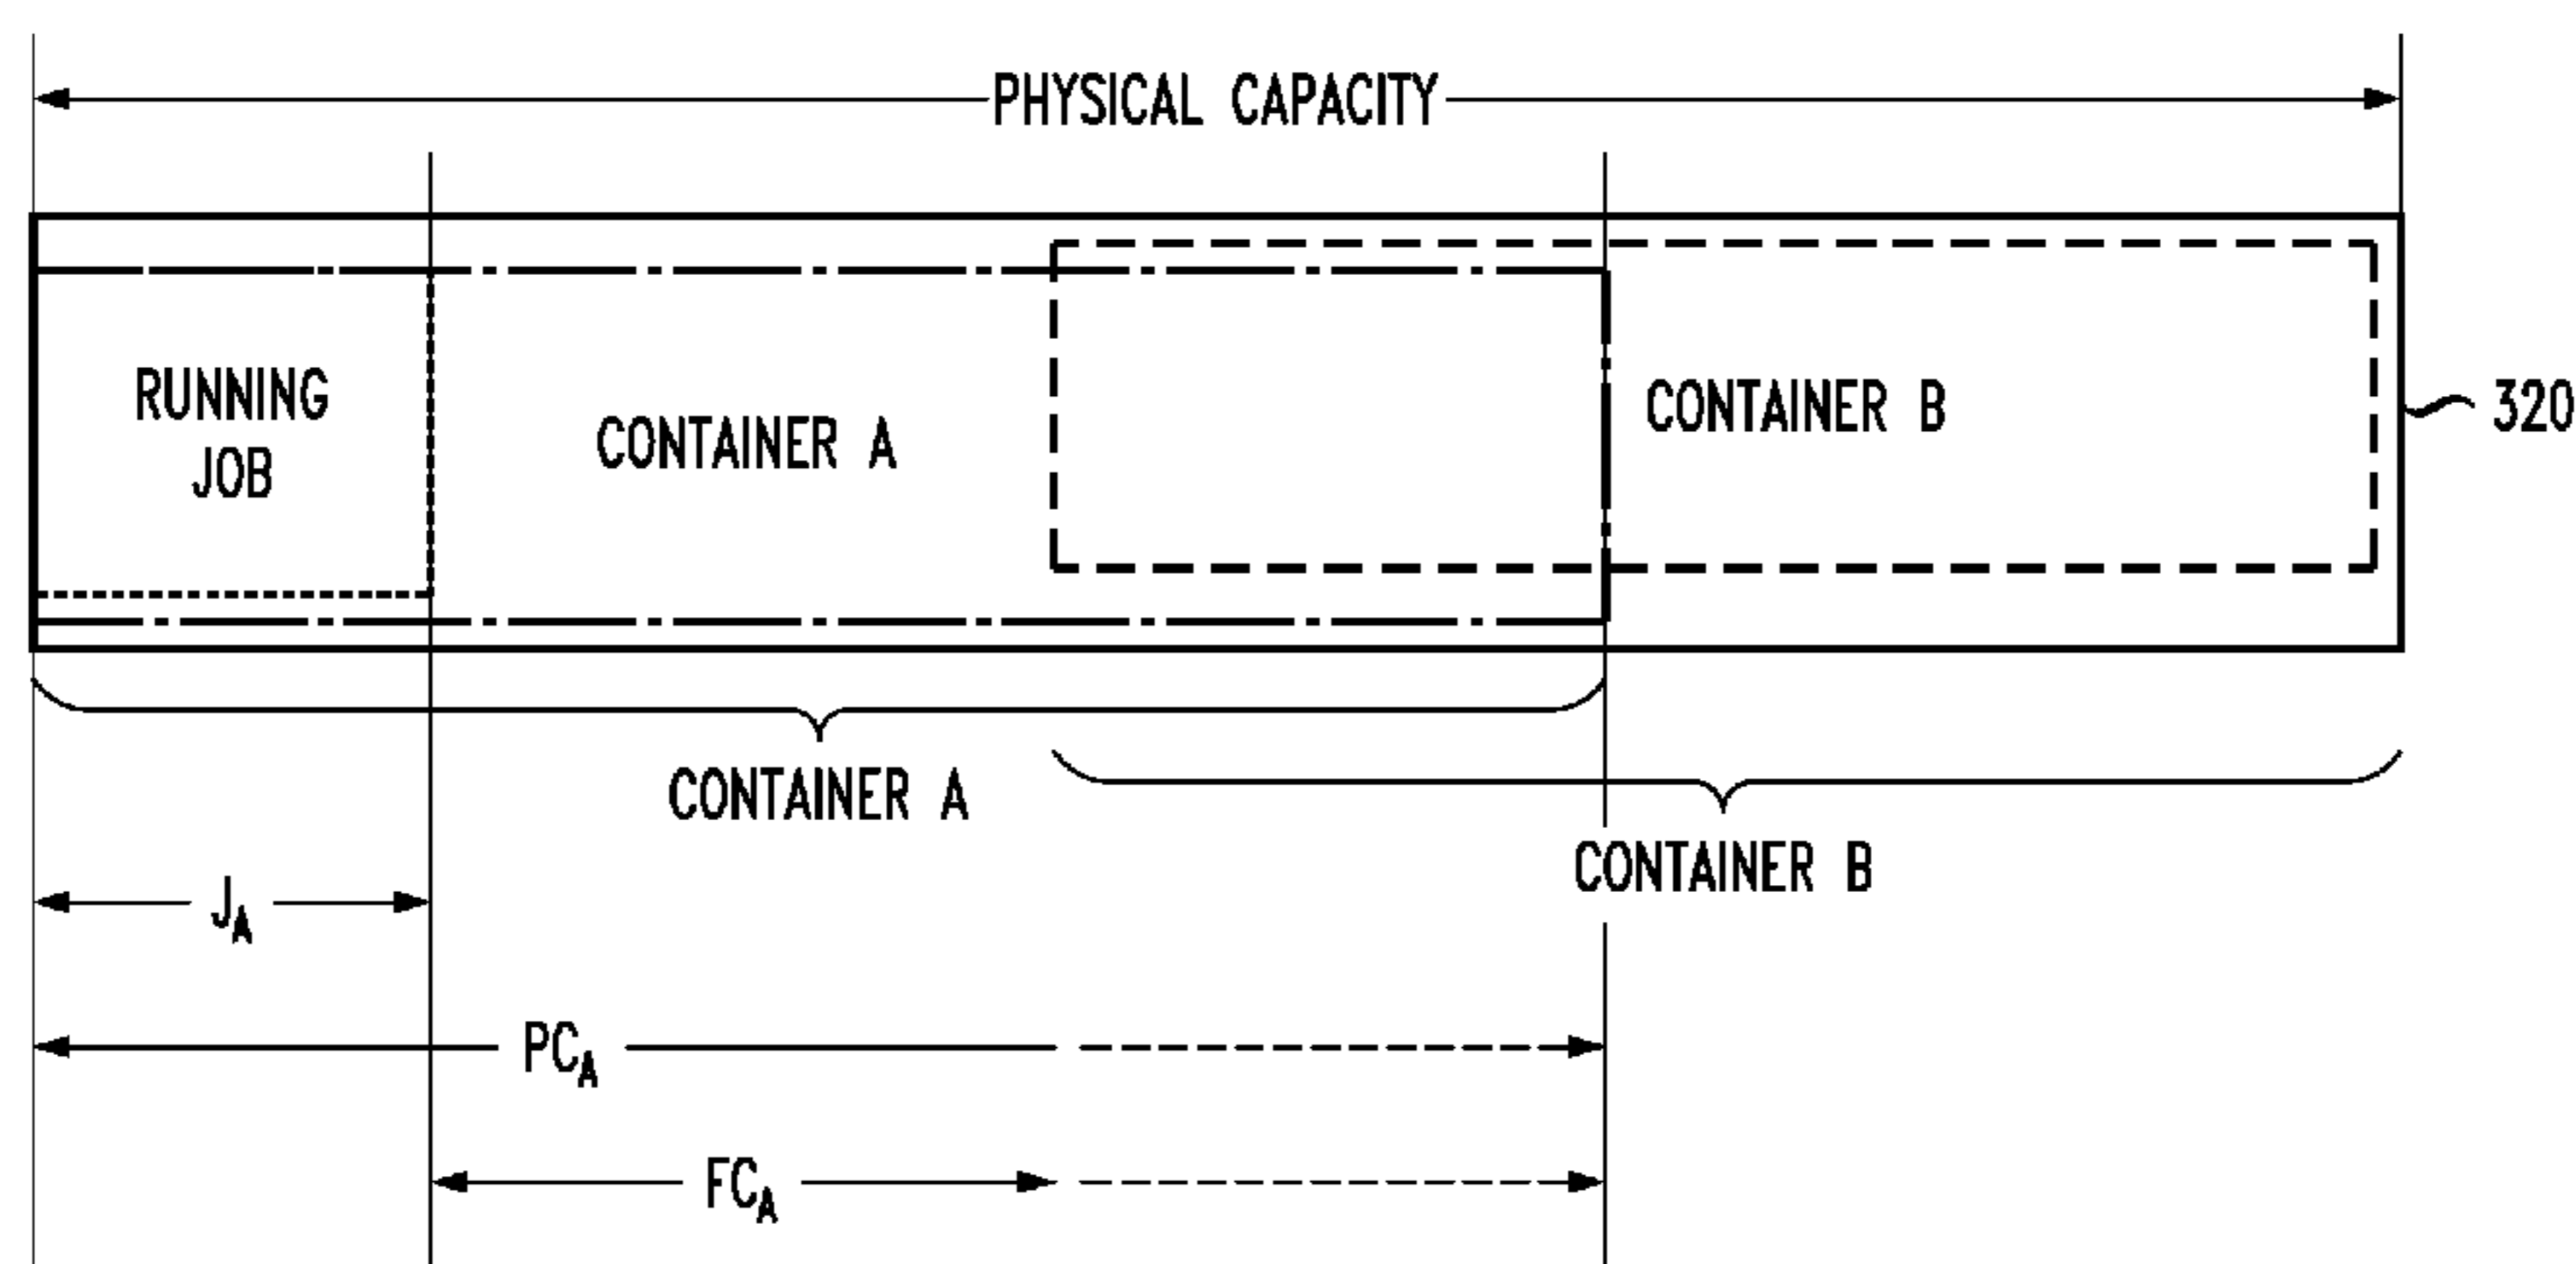 PHYSICAL CAPACITY
RUNNING
JOB
CONTAINER A
CONTAINER B
320
CONTAINER A
CONTAINER B
JA
PCA
FCA